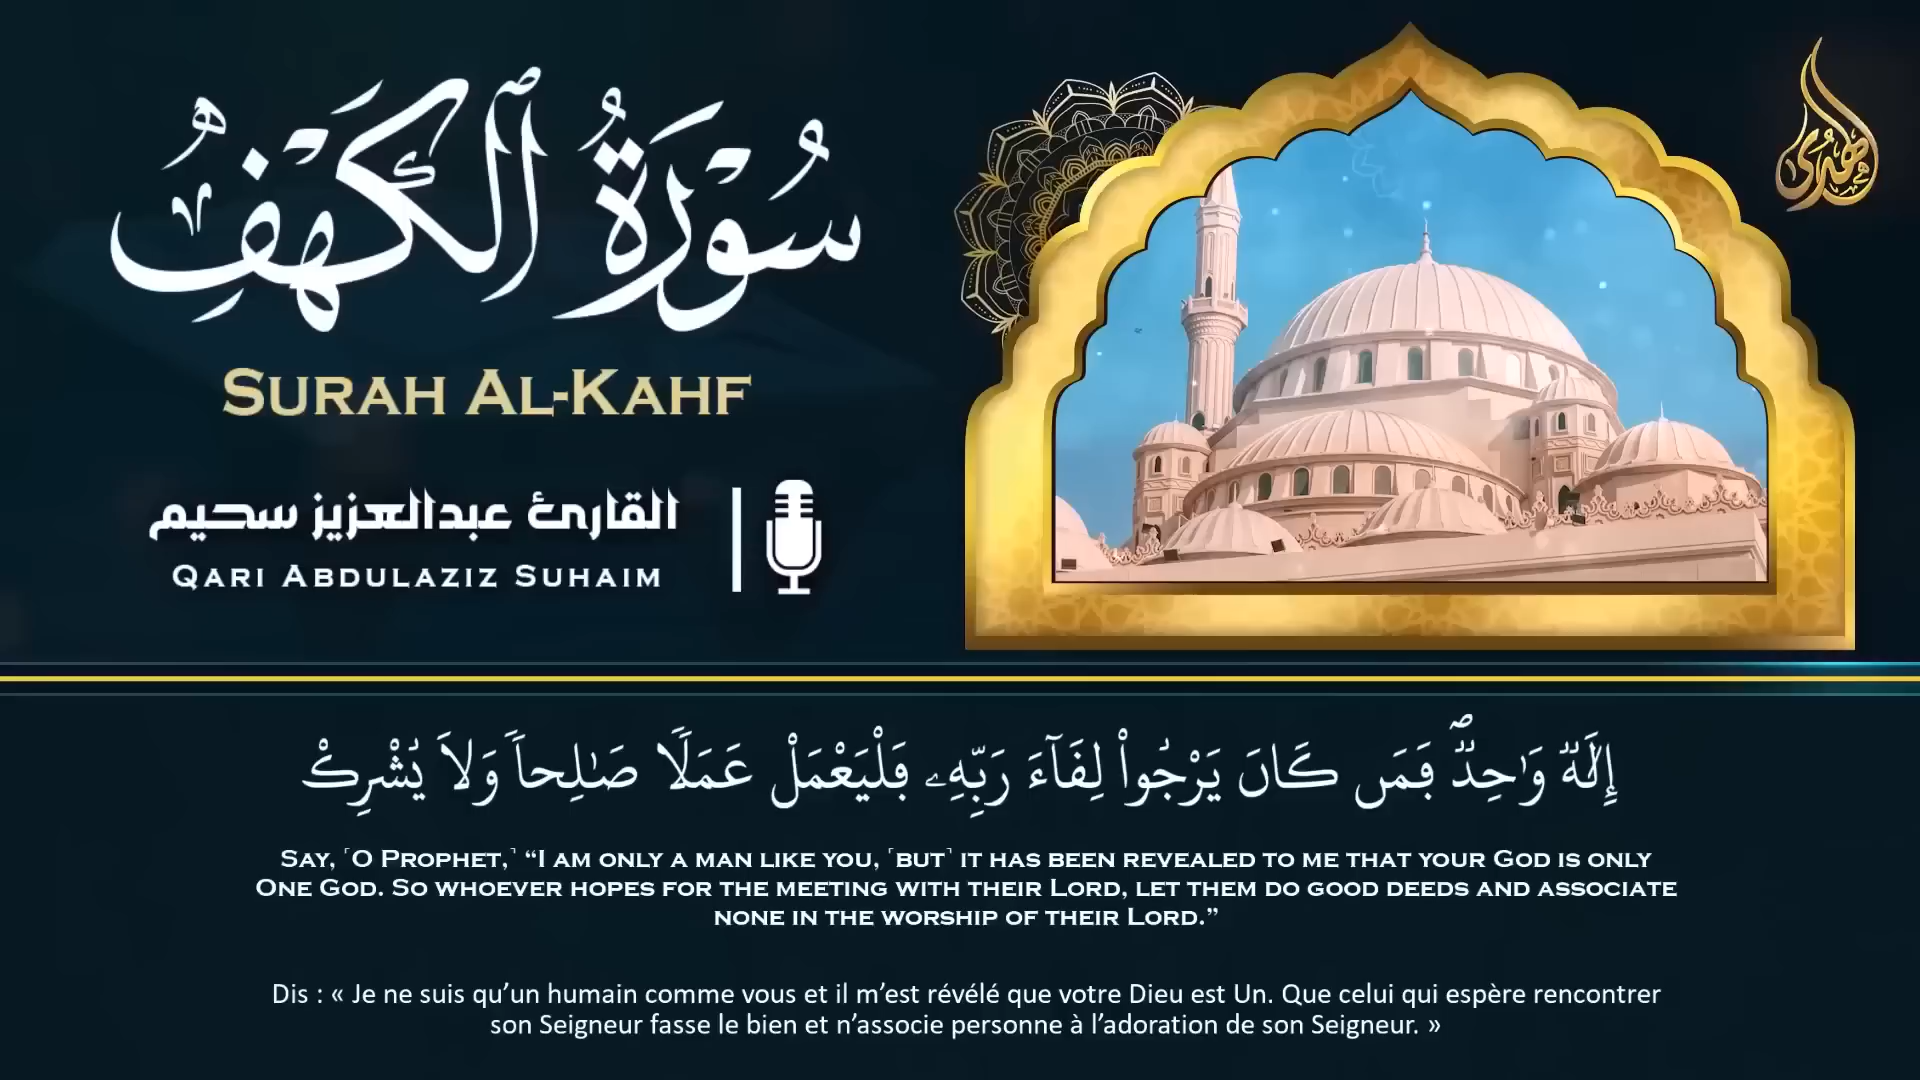 سُورَةُ ٱلْكَهْفِ
SURAH AL-KAHF
القارئ عبدالعزيز سحيم
QARI ABDULAZIZ SUHAIM
الهدى
إِلَٰهٞ وَٰحِدٞۖ فَمَن كَانَ يَرْجُواْ لِقَآءَ رَبِّهِۦ فَلْيَعْمَلْ عَمَلٗا صَٰلِحاٗ وَلَا يُشْرِكْ
SAY, ˹O PROPHET,˺ “I AM ONLY A MAN LIKE YOU, ˹BUT˺ IT HAS BEEN REVEALED TO ME THAT YOUR GOD IS ONLY
ONE GOD. SO WHOEVER HOPES FOR THE MEETING WITH THEIR LORD, LET THEM DO GOOD DEEDS AND ASSOCIATE
NONE IN THE WORSHIP OF THEIR LORD.”
Dis : « Je ne suis qu’un humain comme vous et il m’est révélé que votre Dieu est Un. Que celui qui espère rencontrer
son Seigneur fasse le bien et n’associe personne à l’adoration de son Seigneur. »